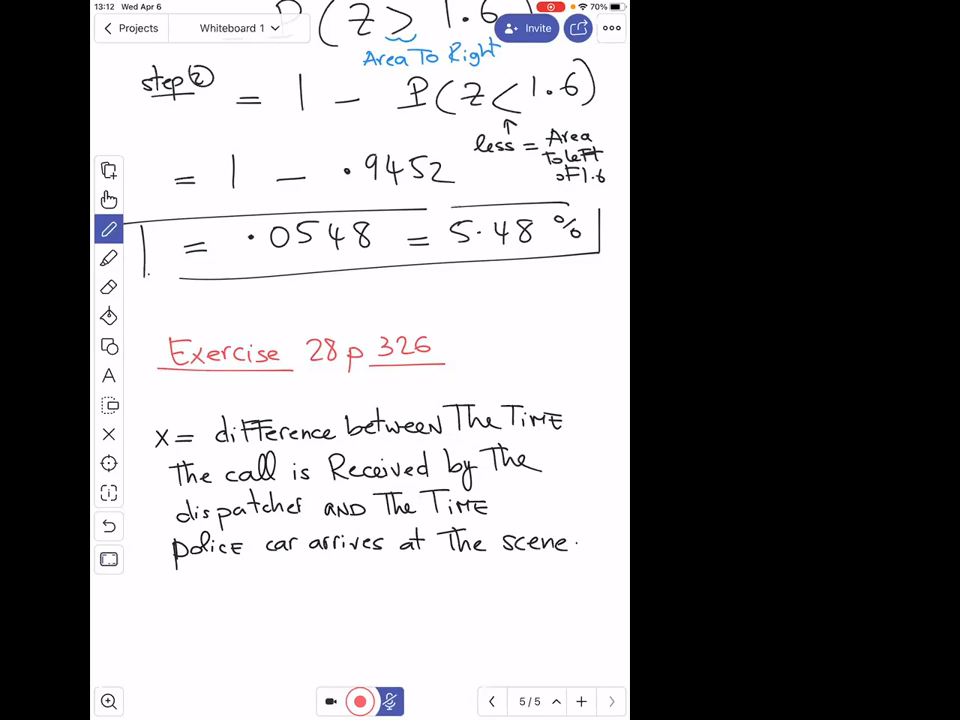 13:12 Wed Apr 6
70%
Projects
Whiteboard 1
Invite
P(Z > 1.6
Area To Right
step 2
= 1 - P(Z < 1.6)
less = Area
to left
of 1.6
= 1 - .9452
= .0548 = 5.48 %
Exercise 28 p 326
x = difference between The TIME
The call is Received by The
dispatcher AND The TIME
police car arrives at The scene.
5/5